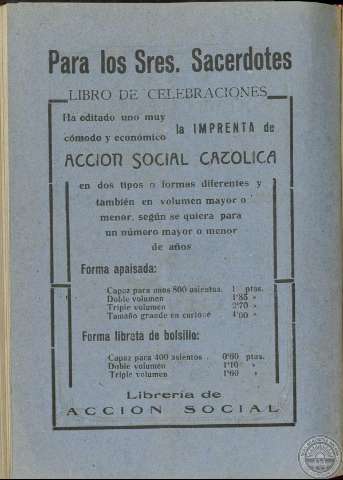 Para los Sres. Sacerdotes
LIBRO DE CELEBRACIONES
Ha editado uno muy
cómodo y económico la IMPRENTA de
ACCION SOCIAL CATOLICA
en dos tipos o formas diferentes y
también en volumen mayor o
menor, según se quiera para
un número mayor o menor
de años
Forma apaisada:
Capaz para unos 800 asientos. 1 ptas.
Doble volumen 1'85 »
Triple volumen 2'70 »
Tamaño grande en cartoné 4'00 »
Forma libreta de bolsillo:
Capaz para 400 asientos 0'60 ptas.
Doble volumen 1'10 »
Triple volumen 1'60 »
Librería de
ACCION SOCIAL